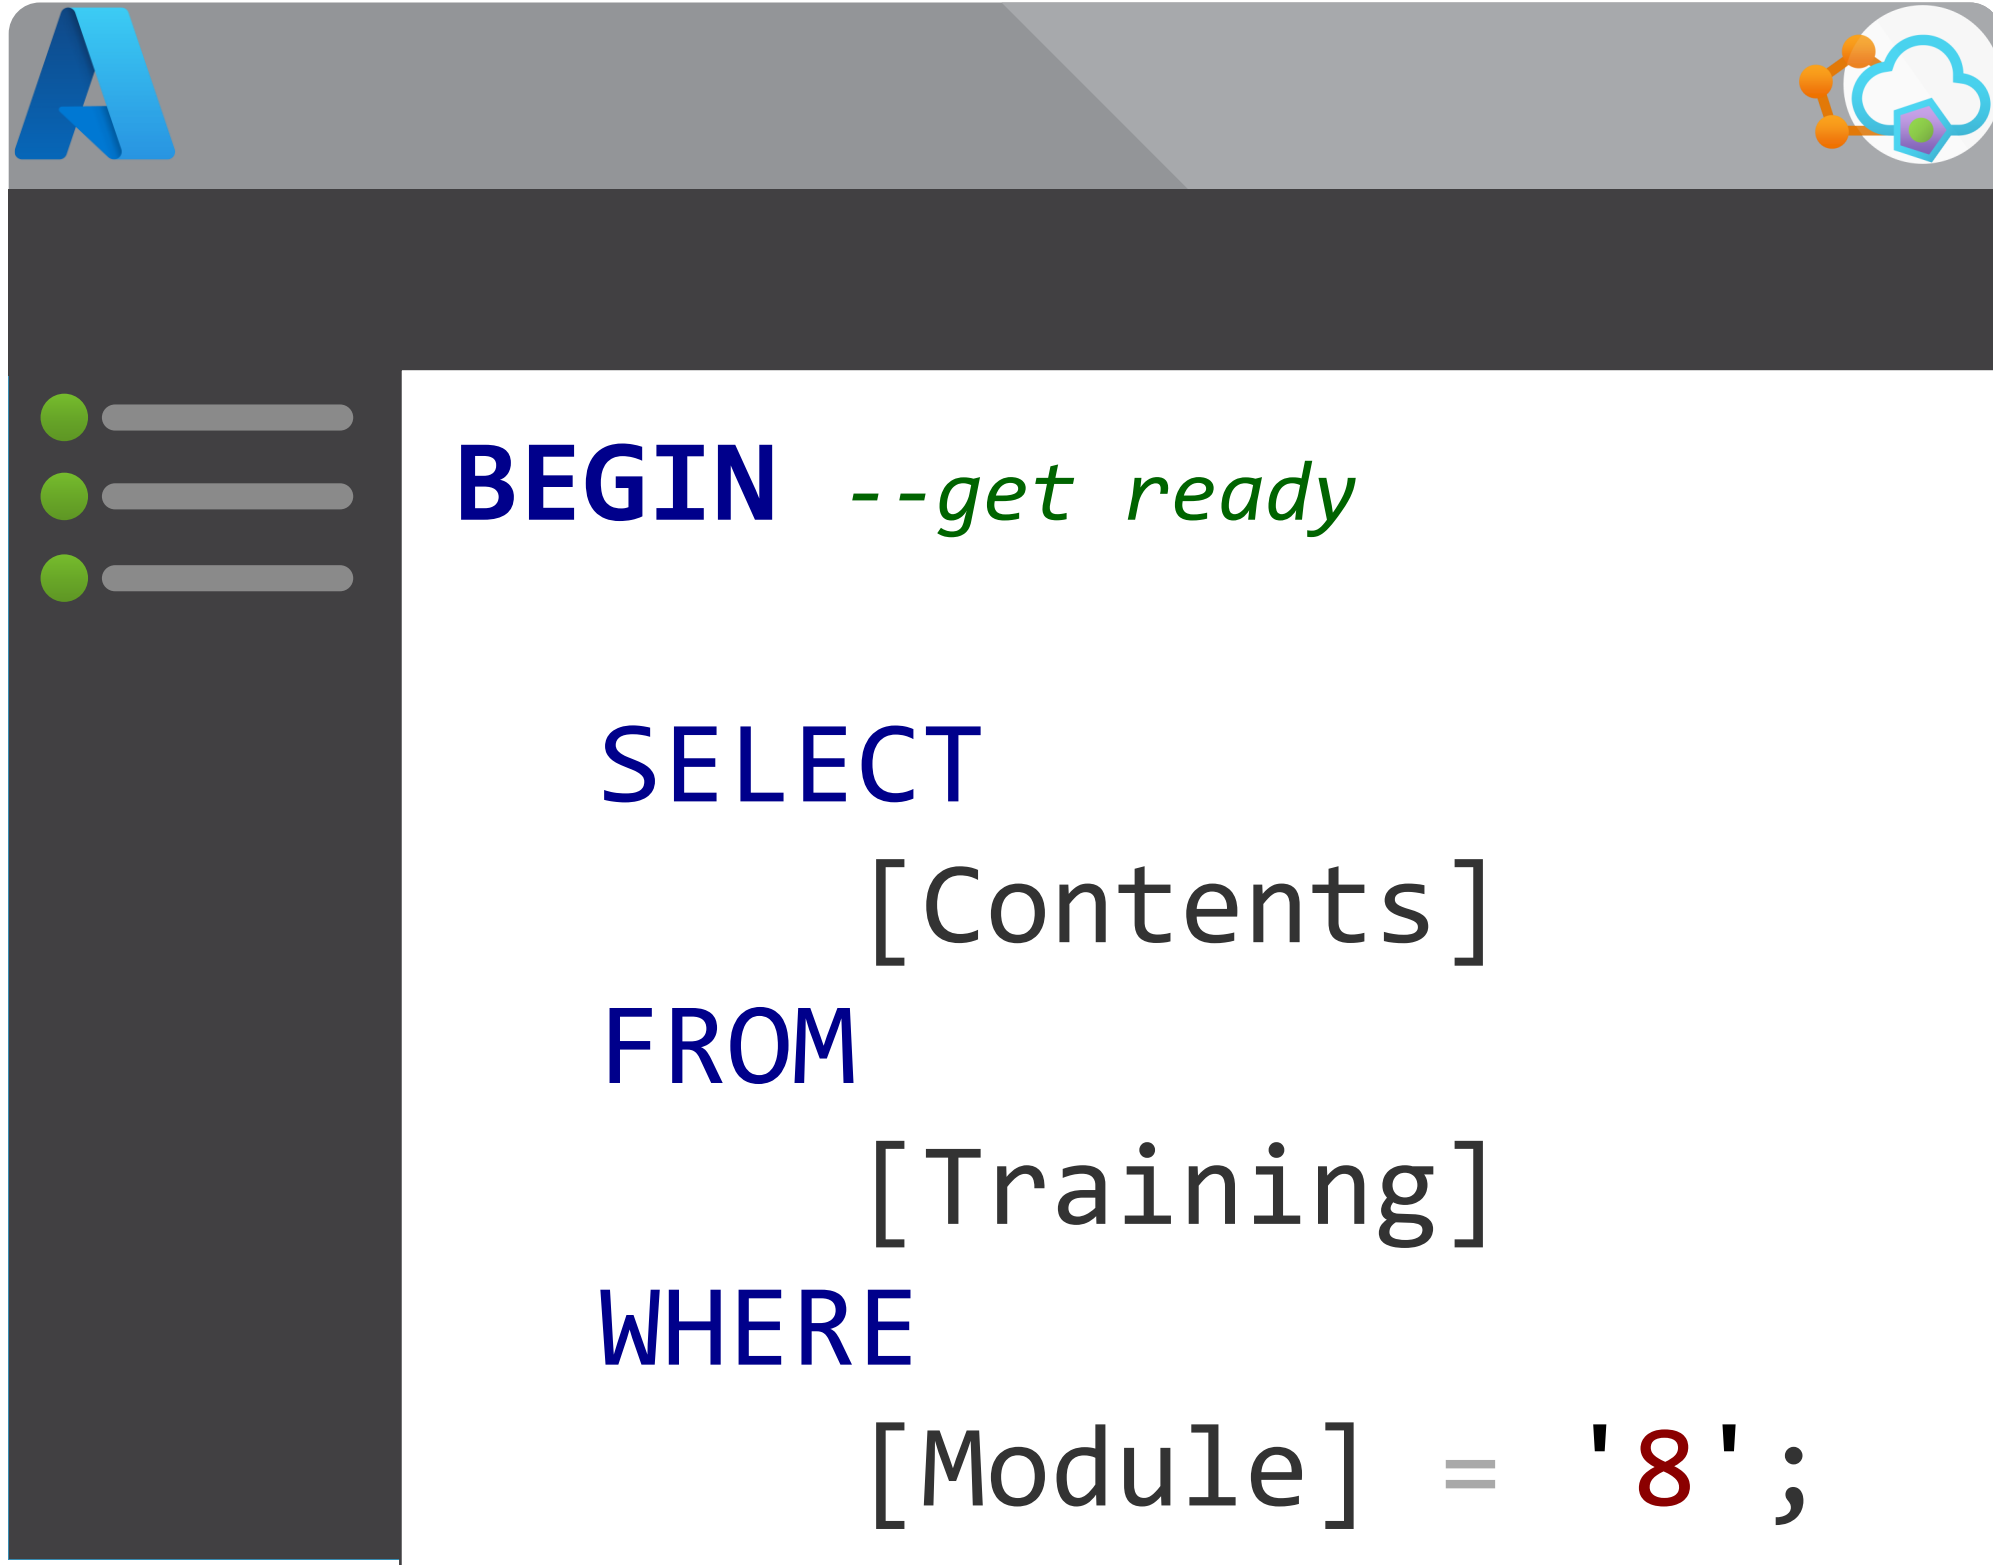 BEGIN --get ready
SELECT
[Contents]
FROM
[Training]
WHERE
[Module] = '8';